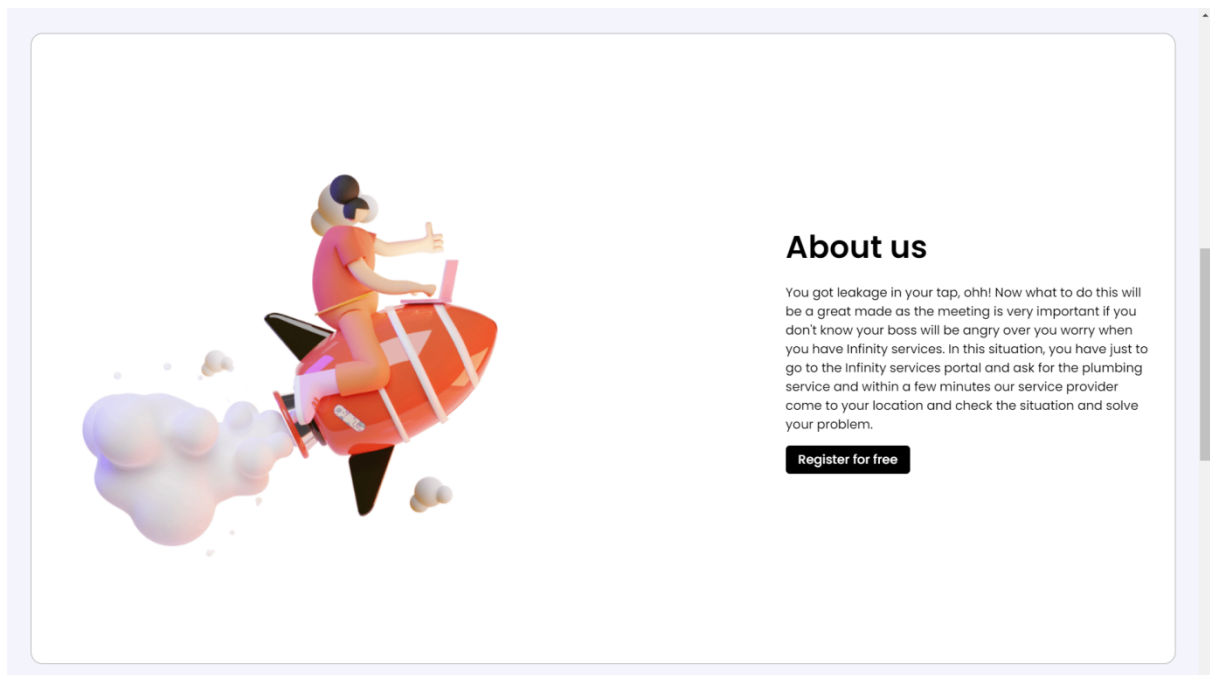 About us
You got leakage in your tap, ohh! Now what to do this will
be a great made as the meeting is very important if you
don't know your boss will be angry over you worry when
you have Infinity services. In this situation, you have just to
go to the Infinity services portal and ask for the plumbing
service and within a few minutes our service provider
come to your location and check the situation and solve
your problem.
Register for free